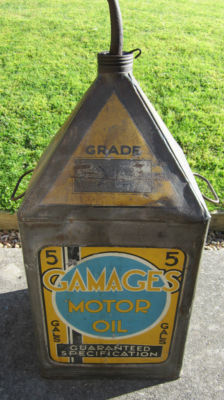 GRADE
5 5
GAMAGES
MOTOR
OIL
GALS GALS
GUARANTEED
SPECIFICATION